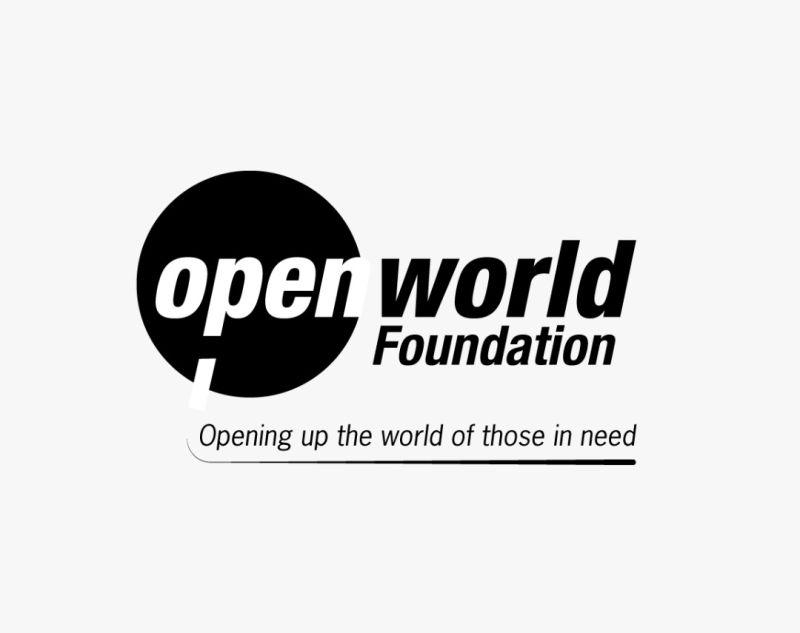 openworld
Foundation
Opening up the world of those in need